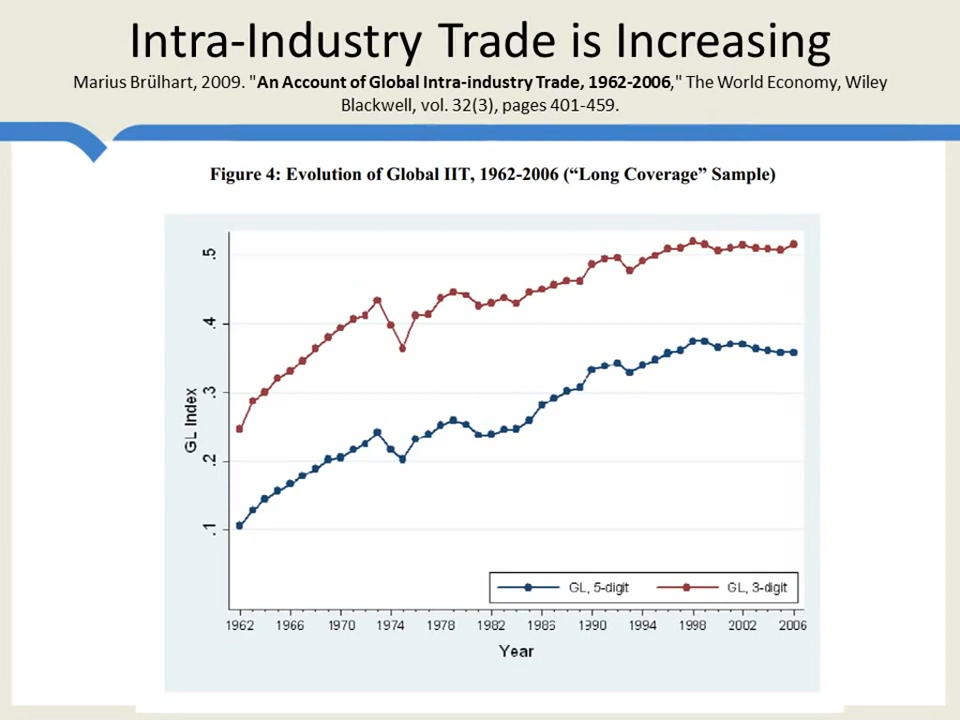 Intra-Industry Trade is Increasing
Marius Brülhart, 2009. "An Account of Global Intra-industry Trade, 1962-2006," The World Economy, Wiley
Blackwell, vol. 32(3), pages 401-459.
Figure 4: Evolution of Global IIT, 1962-2006 (“Long Coverage” Sample)
.5
.4
.3
.2
.1
GL Index
GL, 5-digit GL, 3-digit
1962 1966 1970 1974 1978 1982 1986 1990 1994 1998 2002 2006
Year